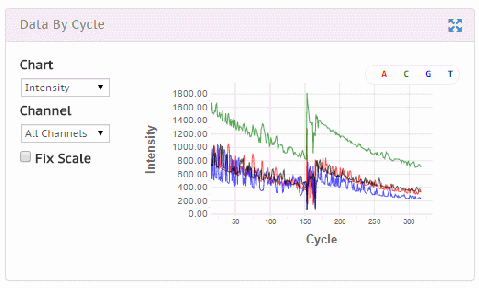 Data By Cycle
Chart
Intensity
Channel
All Channels
Fix Scale
A C G T
Intensity
1800.00
1600.00
1400.00
1200.00
1000.00
800.00
600.00
400.00
200.00
0.00
50 100 150 200 250 300
Cycle